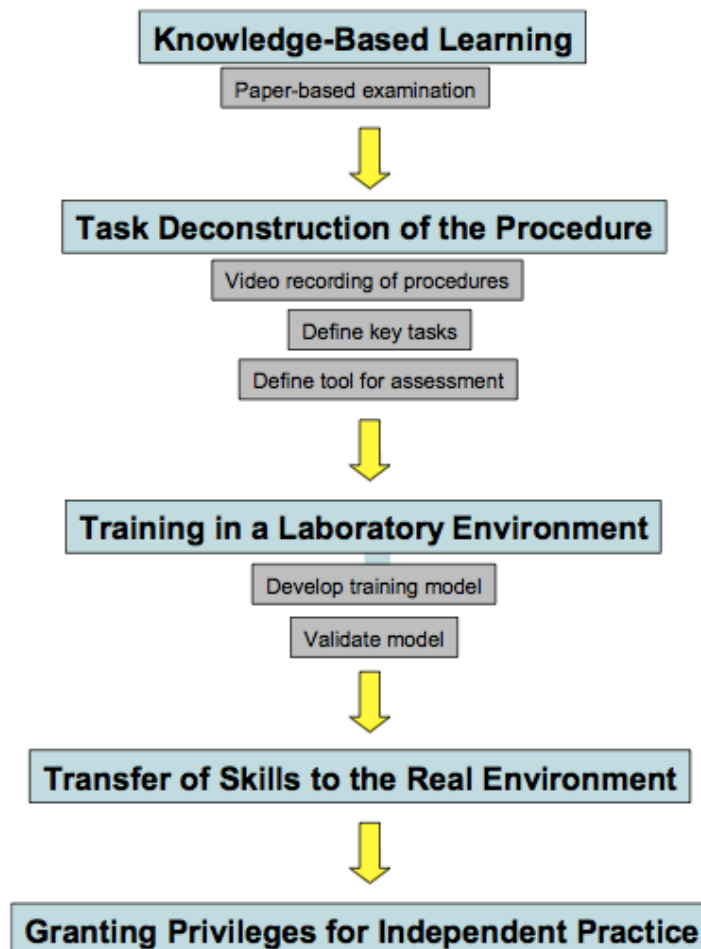 Knowledge-Based Learning
Paper-based examination
Task Deconstruction of the Procedure
Video recording of procedures
Define key tasks
Define tool for assessment
Training in a Laboratory Environment
Develop training model
Validate model
Transfer of Skills to the Real Environment
Granting Privileges for Independent Practice